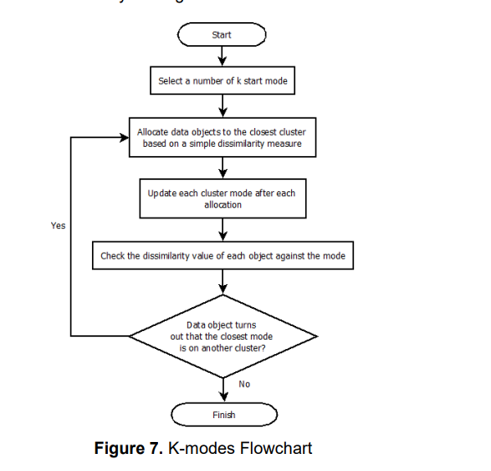 Start
Select a number of k start mode
Allocate data objects to the closest cluster
based on a simple dissimilarity measure
Update each cluster mode after each
allocation
Yes
Check the dissimilarity value of each object against the mode
Data object turns
out that the closest mode
is on another cluster?
No
Finish
Figure 7. K-modes Flowchart